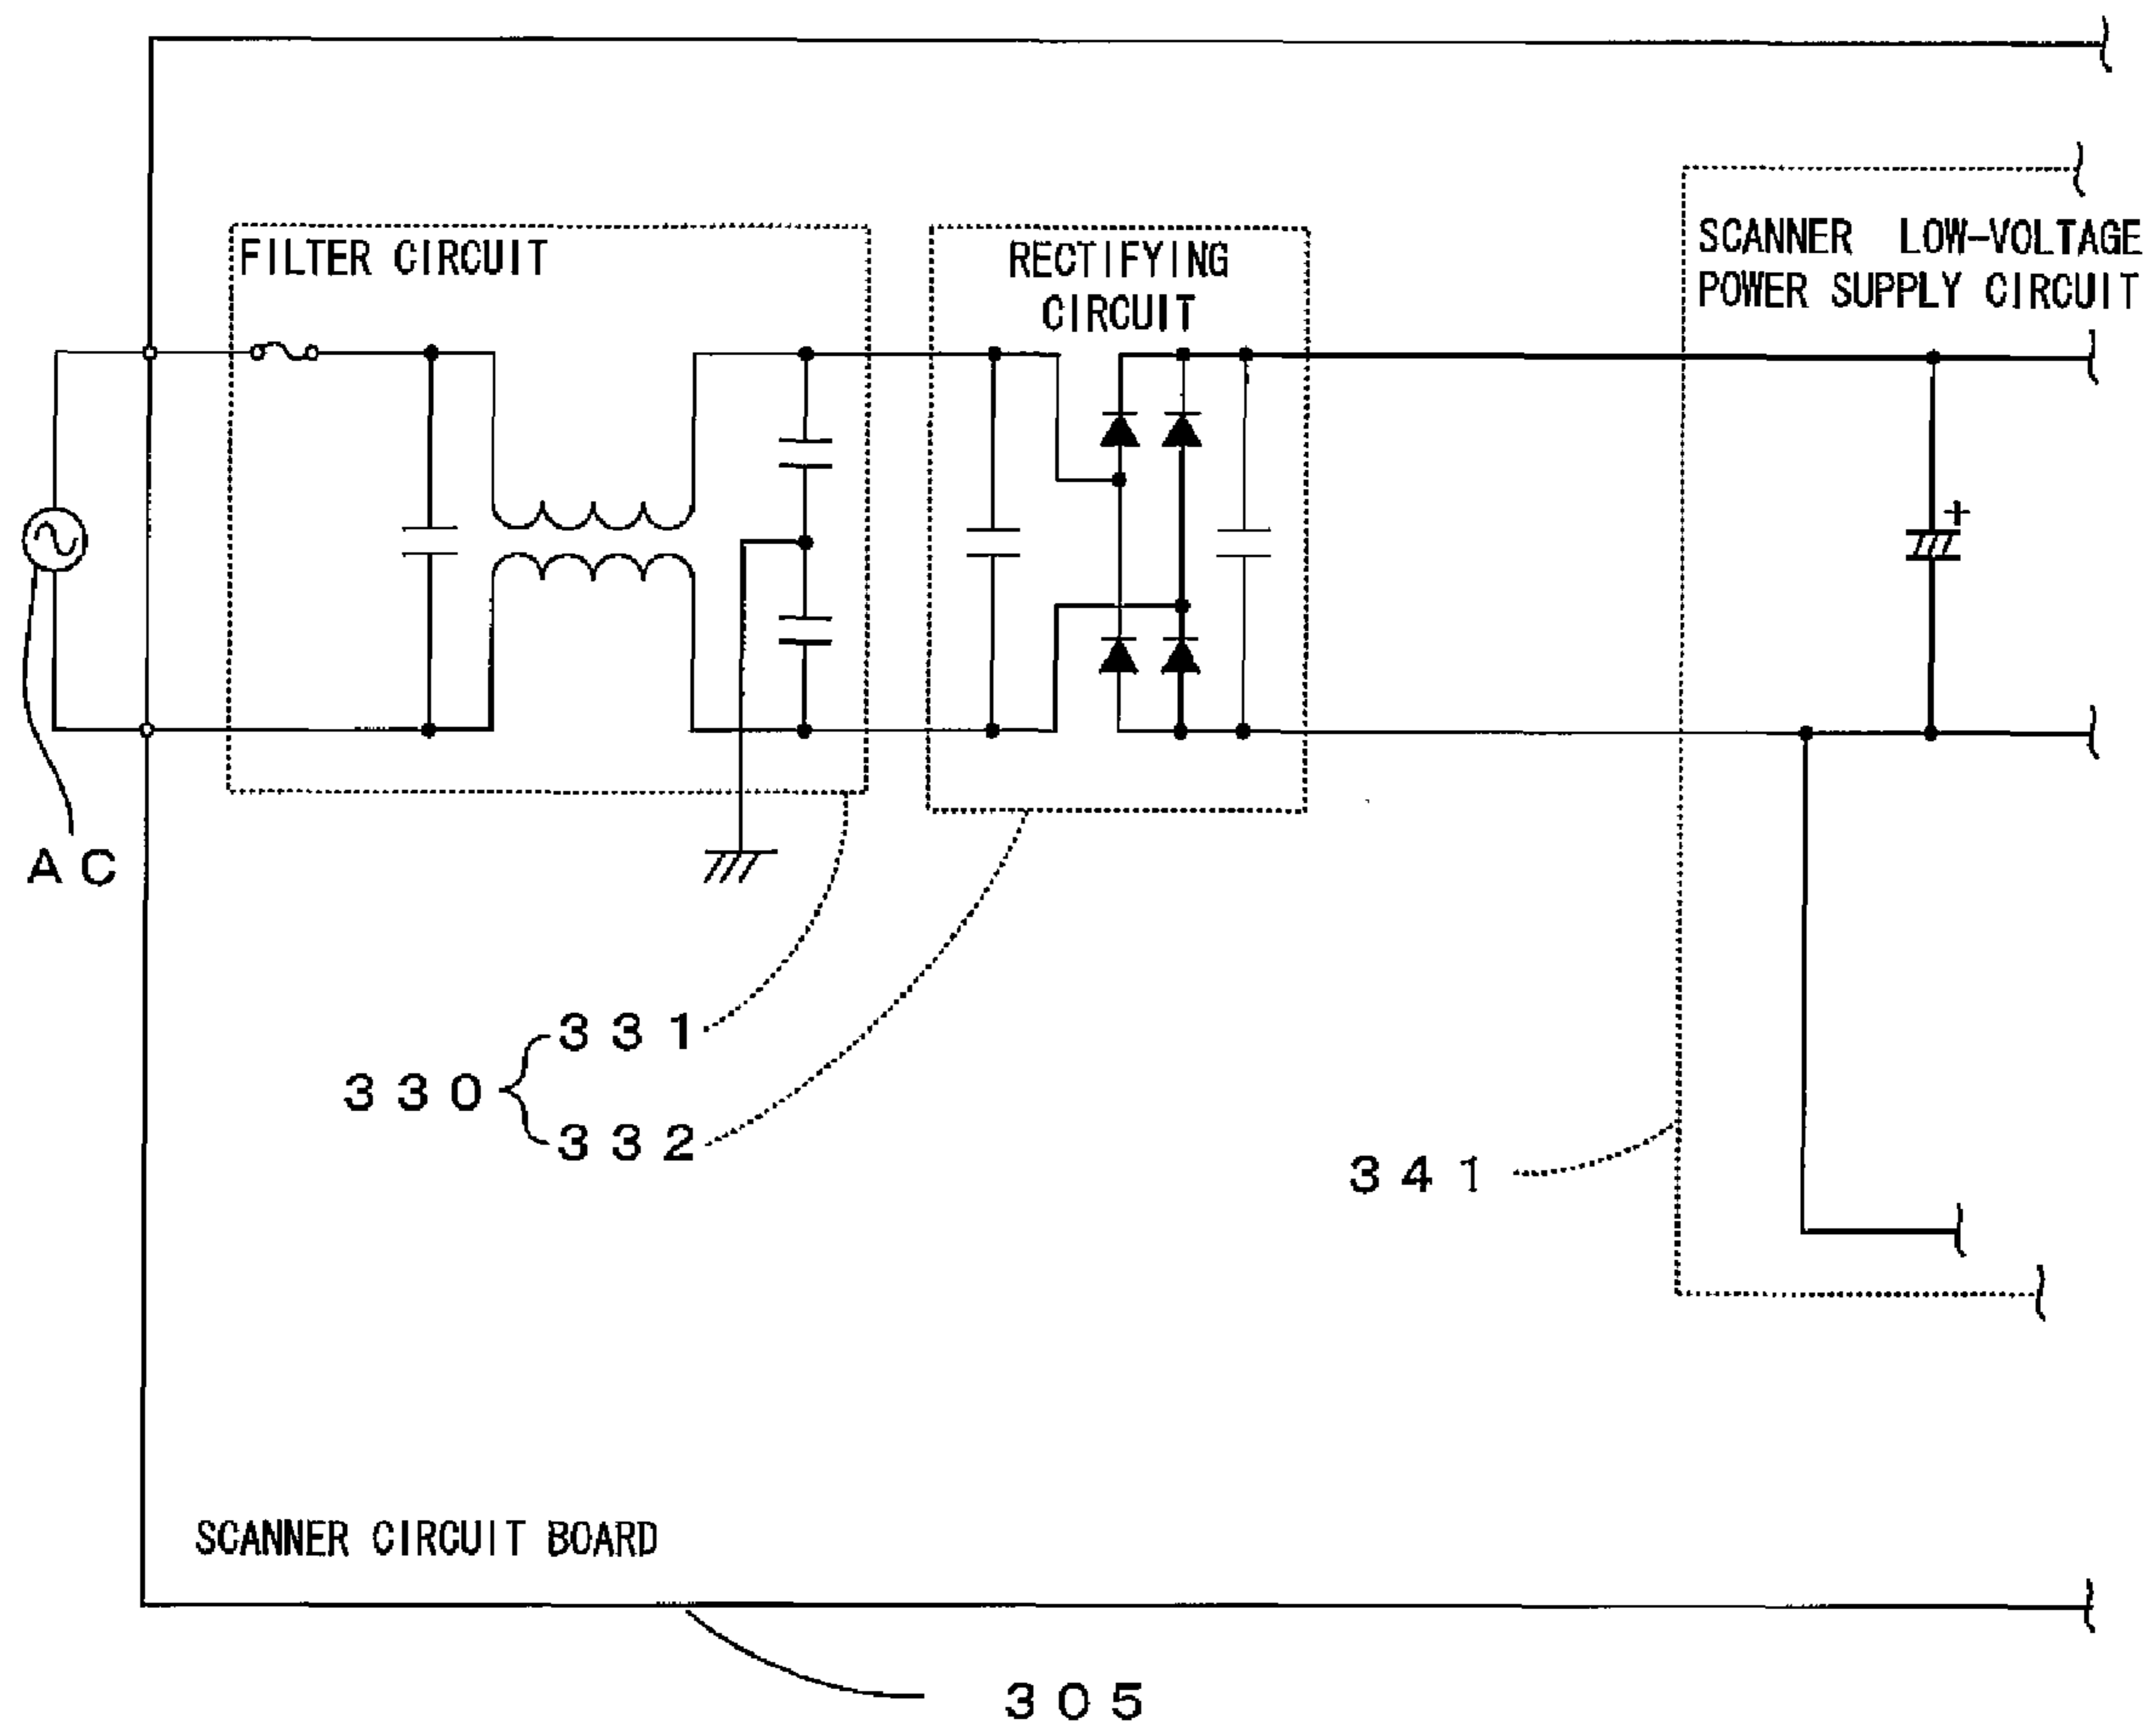 FILTER CIRCUIT
RECTIFYING
CIRCUIT
SCANNER LOW-VOLTAGE
POWER SUPPLY CIRCUIT
+
AC
331
330
332
341
SCANNER CIRCUIT BOARD
305